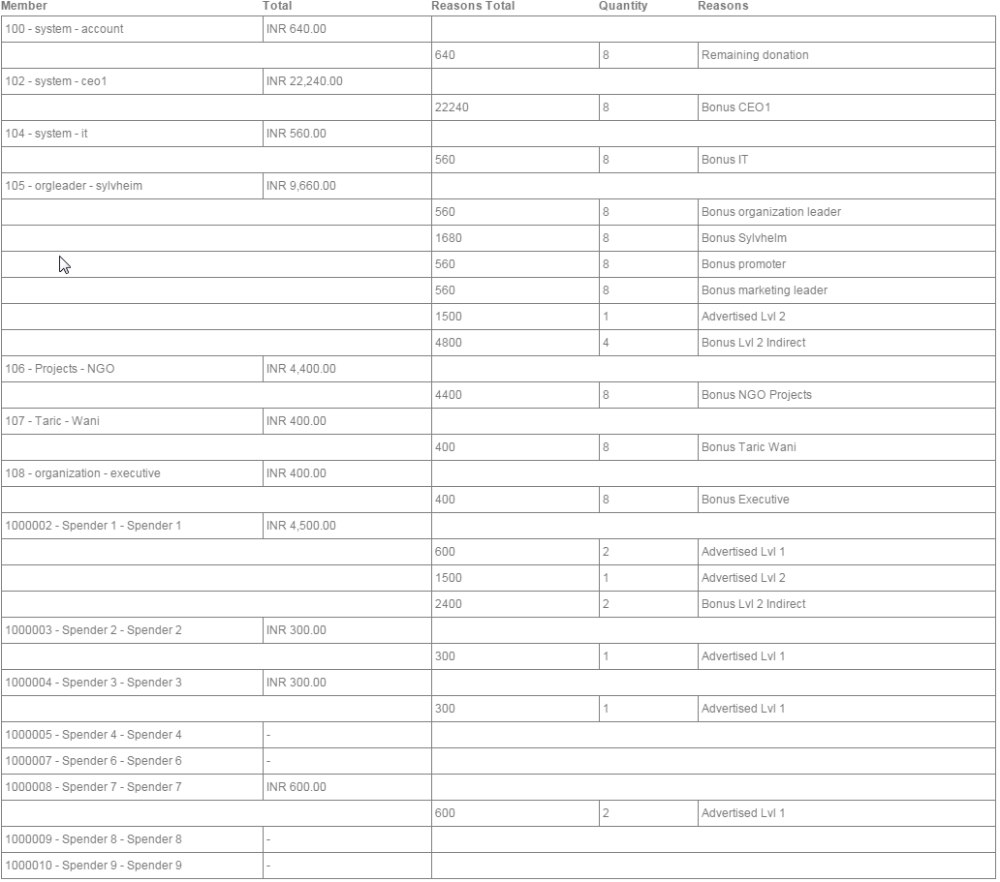 Member Total Reasons Total Quantity Reasons
100 - system - account INR 640.00
640 8 Remaining donation
102 - system - ceo1 INR 22,240.00
22240 8 Bonus CEO1
104 - system - it INR 560.00
560 8 Bonus IT
105 - orgleader - sylvheim INR 9,660.00
560 8 Bonus organization leader
1680 8 Bonus Sylvhelm
560 8 Bonus promoter
560 8 Bonus marketing leader
1500 1 Advertised Lvl 2
4800 4 Bonus Lvl 2 Indirect
106 - Projects - NGO INR 4,400.00
4400 8 Bonus NGO Projects
107 - Taric - Wani INR 400.00
400 8 Bonus Taric Wani
108 - organization - executive INR 400.00
400 8 Bonus Executive
1000002 - Spender 1 - Spender 1 INR 4,500.00
600 2 Advertised Lvl 1
1500 1 Advertised Lvl 2
2400 2 Bonus Lvl 2 Indirect
1000003 - Spender 2 - Spender 2 INR 300.00
300 1 Advertised Lvl 1
1000004 - Spender 3 - Spender 3 INR 300.00
300 1 Advertised Lvl 1
1000005 - Spender 4 - Spender 4 -
1000007 - Spender 6 - Spender 6 -
1000008 - Spender 7 - Spender 7 INR 600.00
600 2 Advertised Lvl 1
1000009 - Spender 8 - Spender 8 -
1000010 - Spender 9 - Spender 9 -